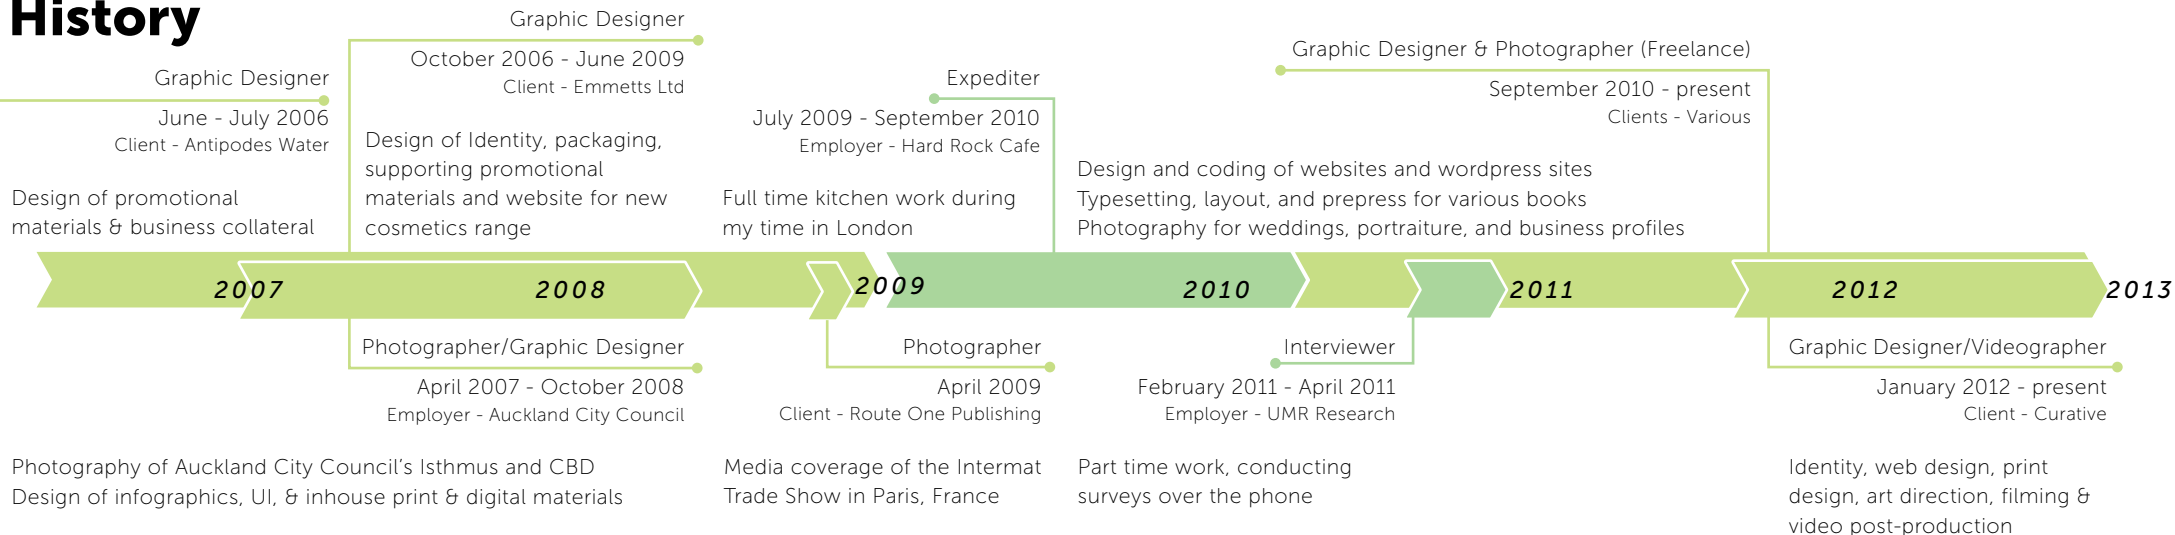 History
Graphic Designer
June - July 2006
Client - Antipodes Water
Design of promotional
materials & business collateral
Graphic Designer
October 2006 - June 2009
Client - Emmetts Ltd
Design of Identity, packaging,
supporting promotional
materials and website for new
cosmetics range
Expediter
July 2009 - September 2010
Employer - Hard Rock Cafe
Full time kitchen work during
my time in London
Graphic Designer & Photographer (Freelance)
September 2010 - present
Clients - Various
Design and coding of websites and wordpress sites
Typesetting, layout, and prepress for various books
Photography for weddings, portraiture, and business profiles
2007 2008 2009 2010 2011 2012 2013
Photographer/Graphic Designer
April 2007 - October 2008
Employer - Auckland City Council
Photography of Auckland City Council's Isthmus and CBD
Design of infographics, UI, & inhouse print & digital materials
Photographer
April 2009
Client - Route One Publishing
Media coverage of the Intermat
Trade Show in Paris, France
Interviewer
February 2011 - April 2011
Employer - UMR Research
Part time work, conducting
surveys over the phone
Graphic Designer/Videographer
January 2012 - present
Client - Curative
Identity, web design, print
design, art direction, filming &
video post-production